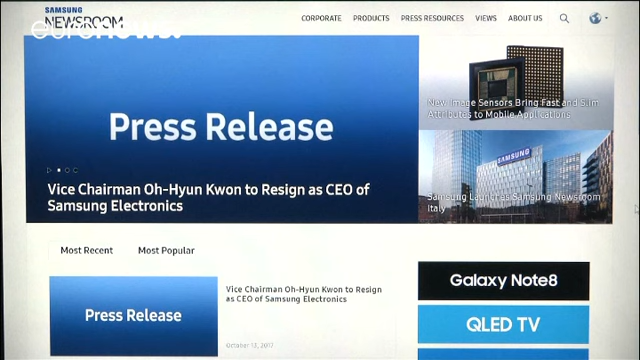 SAMSUNG
NEWSROOM
euronews.
CORPORATE PRODUCTS PRESS RESOURCES VIEWS ABOUT US
Press Release
Vice Chairman Oh-Hyun Kwon to Resign as CEO of
Samsung Electronics
New Image Sensors Bring Fast and Slim
Attributes to Mobile Applications
SAMSUNG
Samsung Launches Samsung Newsroom
Italy
Most Recent Most Popular
Press Release
Vice Chairman Oh-Hyun Kwon to Resign
as CEO of Samsung Electronics
October 13, 2017
Galaxy Note8
QLED TV